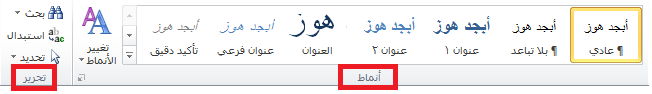 أبجد هوز
¶ عادي
أبجد هوز
¶ بلا تباعد
أبجد هوز
عنوان ١
أبجد هوز
عنوان ٢
هوز
العنوان
أبجد هوز
عنوان فرعي
أبجد هوز
تأكيد دقيق
تغيير
الأنماط
أنماط
بحث
استبدال
تحديد
تحرير